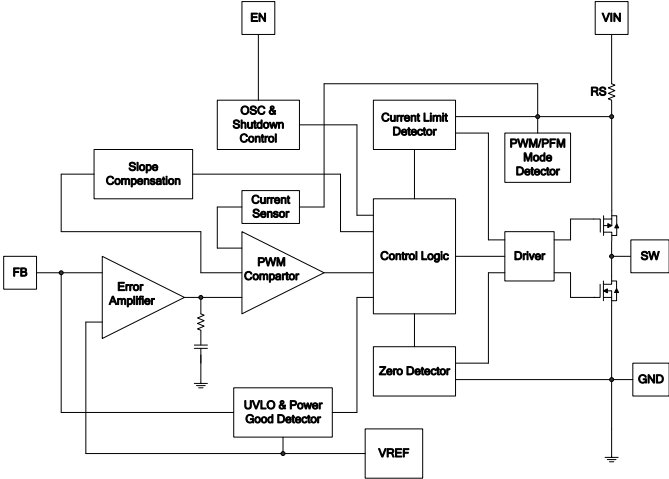 EN
VIN
RS
OSC &
Shutdown
Control
Current Limit
Detector
PWM/PFM
Mode
Detector
Slope
Compensation
Current
Sensor
FB
Error
Amplifier
PWM
Compartor
Control Logic
Driver
SW
Zero Detector
GND
UVLO & Power
Good Detector
VREF